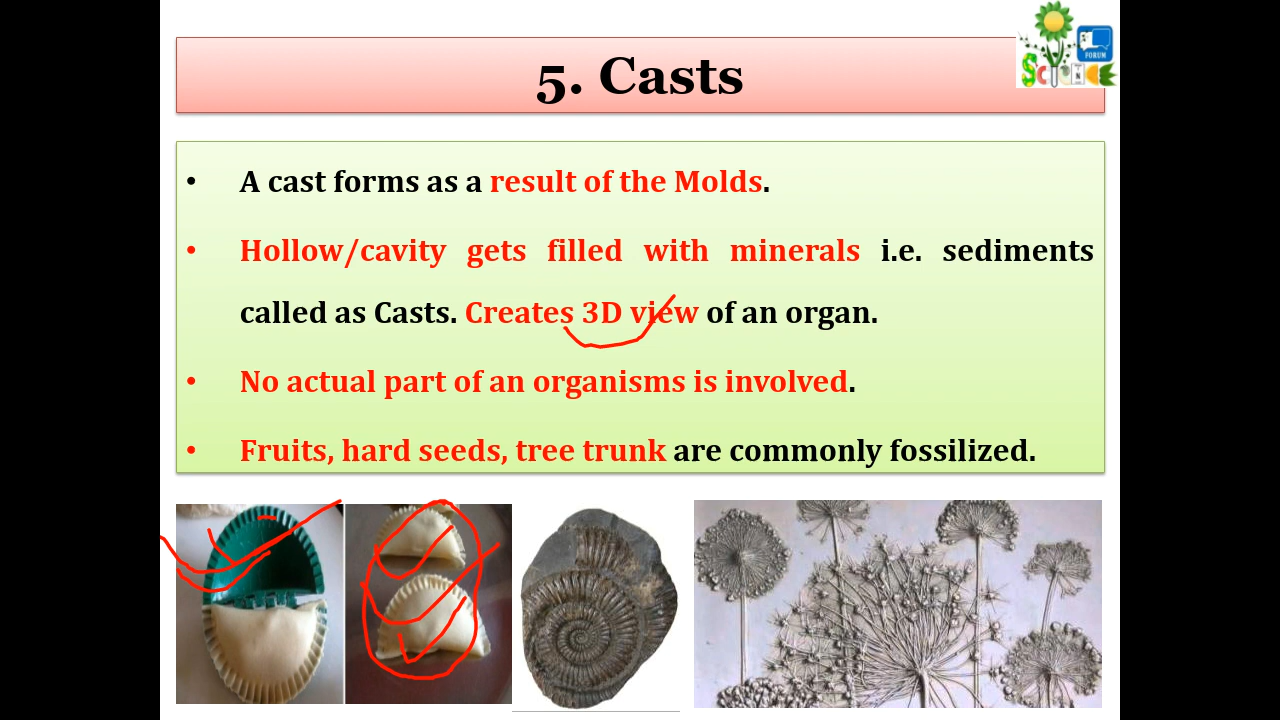 FORUM
SCIENCE
5. Casts
• A cast forms as a result of the Molds.
• Hollow/cavity gets filled with minerals i.e. sediments
called as Casts. Creates 3D view of an organ.
• No actual part of an organisms is involved.
• Fruits, hard seeds, tree trunk are commonly fossilized.